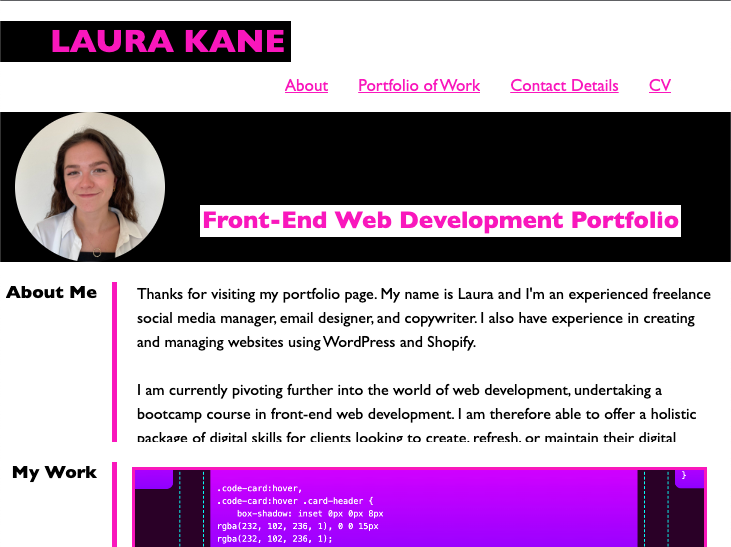 LAURA KANE
About Portfolio of Work Contact Details CV
Front-End Web Development Portfolio
About Me
Thanks for visiting my portfolio page. My name is Laura and I'm an experienced freelance
social media manager, email designer, and copywriter. I also have experience in creating
and managing websites using WordPress and Shopify.
I am currently pivoting further into the world of web development, undertaking a
bootcamp course in front-end web development. I am therefore able to offer a holistic
package of digital skills for clients looking to create, refresh, or maintain their digital
My Work
}
.code-card:hover,
.code-card:hover .card-header {
box-shadow: inset 0px 0px 8px
rgba(232, 102, 236, 1), 0 0 15px
rgba(232, 102, 236, 1);